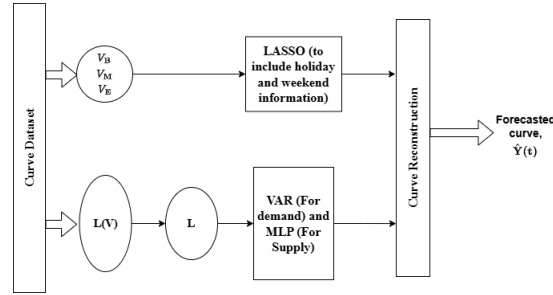 Curve Dataset
V_B
V_M
V_E
LASSO (to
include holiday
and weekend
information)
L(V)
L
VAR (For
demand) and
MLP (For
Supply)
Curve Reconstruction
Forecasted
curve,
Ŷ(t)